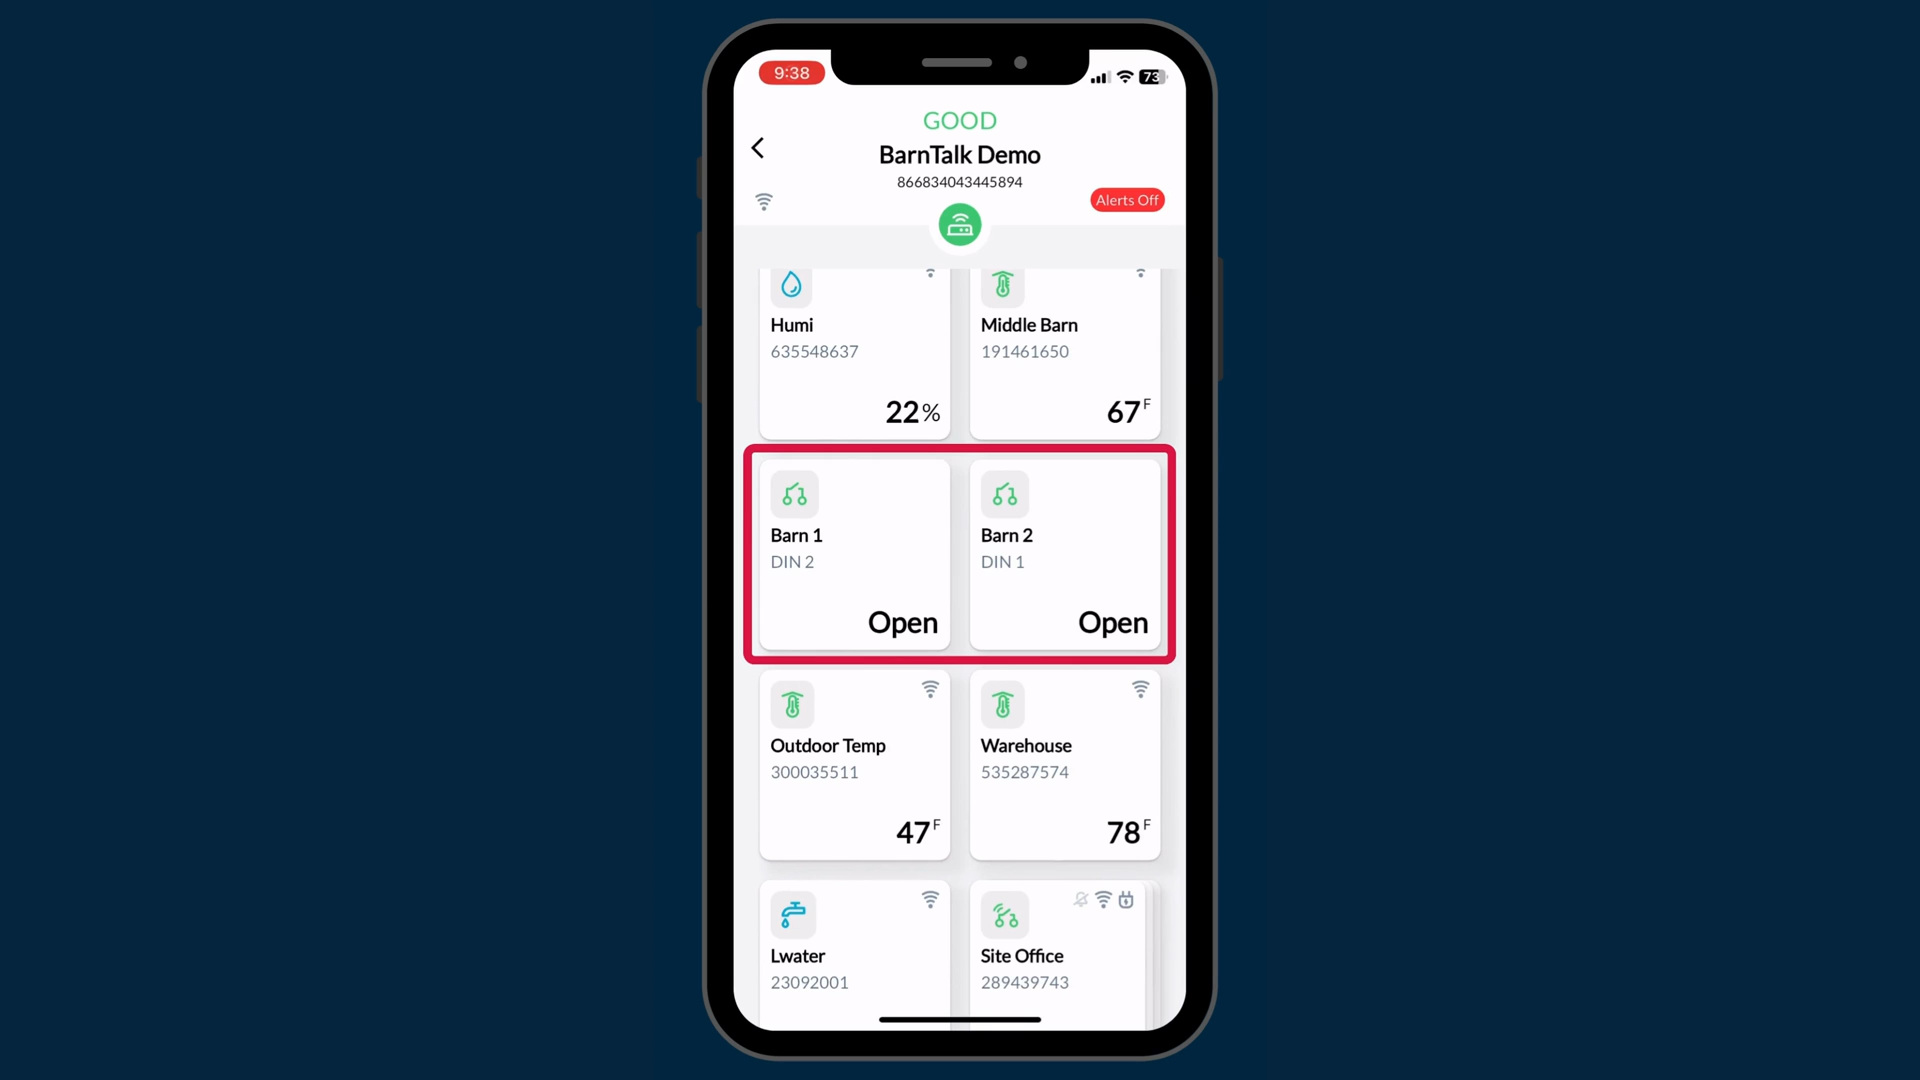 9:38
73
GOOD
BarnTalk Demo
866834043445894
Alerts Off
Humi
635548637
22%
Middle Barn
191461650
67F
Barn 1
DIN 2
Open
Barn 2
DIN 1
Open
Outdoor Temp
300035511
47F
Warehouse
535287574
78F
Lwater
23092001
Site Office
289439743